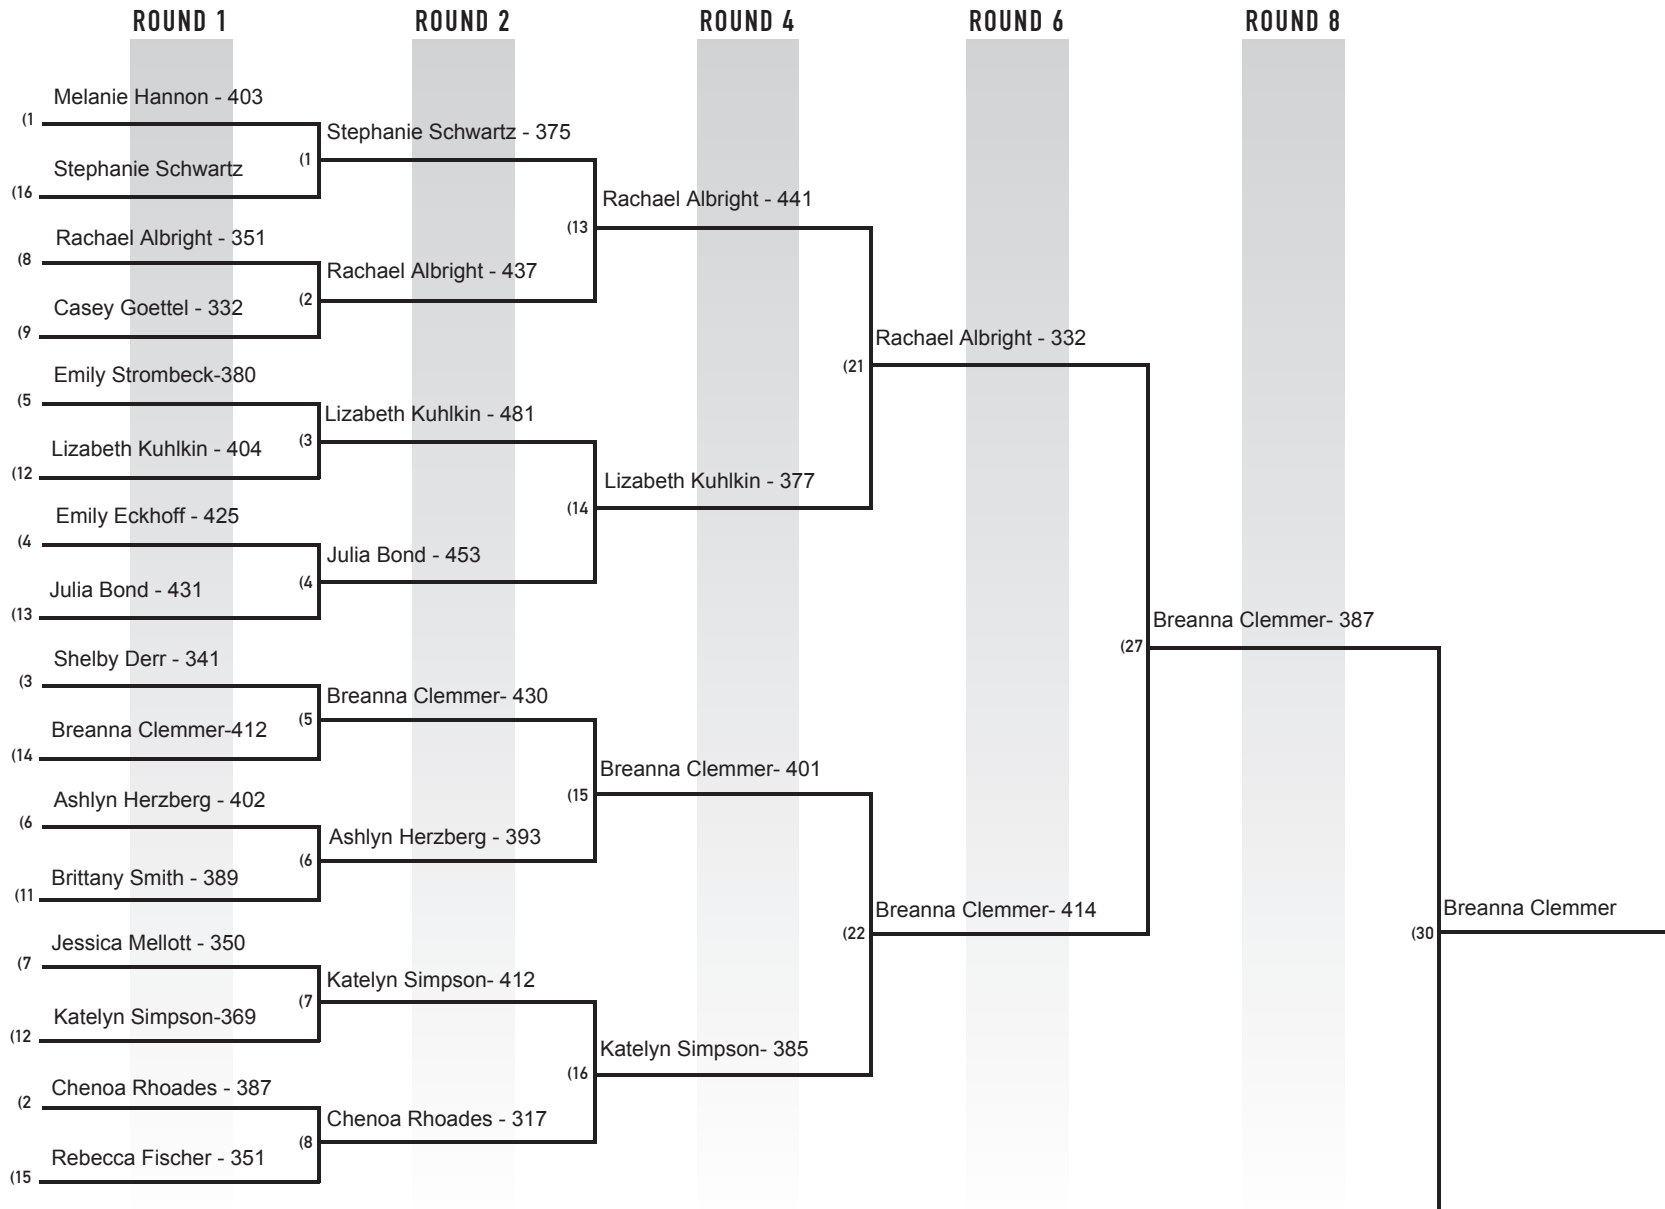 ROUND 1 ROUND 2 ROUND 4 ROUND 6 ROUND 8
Melanie Hannon - 403
(1
Stephanie Schwartz - 375
(1
Stephanie Schwartz
(16
Rachael Albright - 441
(13
Rachael Albright - 351
(8
Rachael Albright - 437
(2
Casey Goettel - 332
(9
Rachael Albright - 332
(21
Emily Strombeck-380
(5
Lizabeth Kuhlkin - 481
(3
Lizabeth Kuhlkin - 404
(12
Lizabeth Kuhlkin - 377
(14
Emily Eckhoff - 425
(4
Julia Bond - 453
(4
Julia Bond - 431
(13
Breanna Clemmer- 387
(27
Shelby Derr - 341
(3
Breanna Clemmer- 430
(5
Breanna Clemmer-412
(14
Breanna Clemmer- 401
(15
Ashlyn Herzberg - 402
(6
Ashlyn Herzberg - 393
(6
Brittany Smith - 389
(11
Breanna Clemmer- 414
(22
Breanna Clemmer
(30
Jessica Mellott - 350
(7
Katelyn Simpson- 412
(7
Katelyn Simpson-369
(12
Katelyn Simpson- 385
(16
Chenoa Rhoades - 387
(2
Chenoa Rhoades - 317
(8
Rebecca Fischer - 351
(15